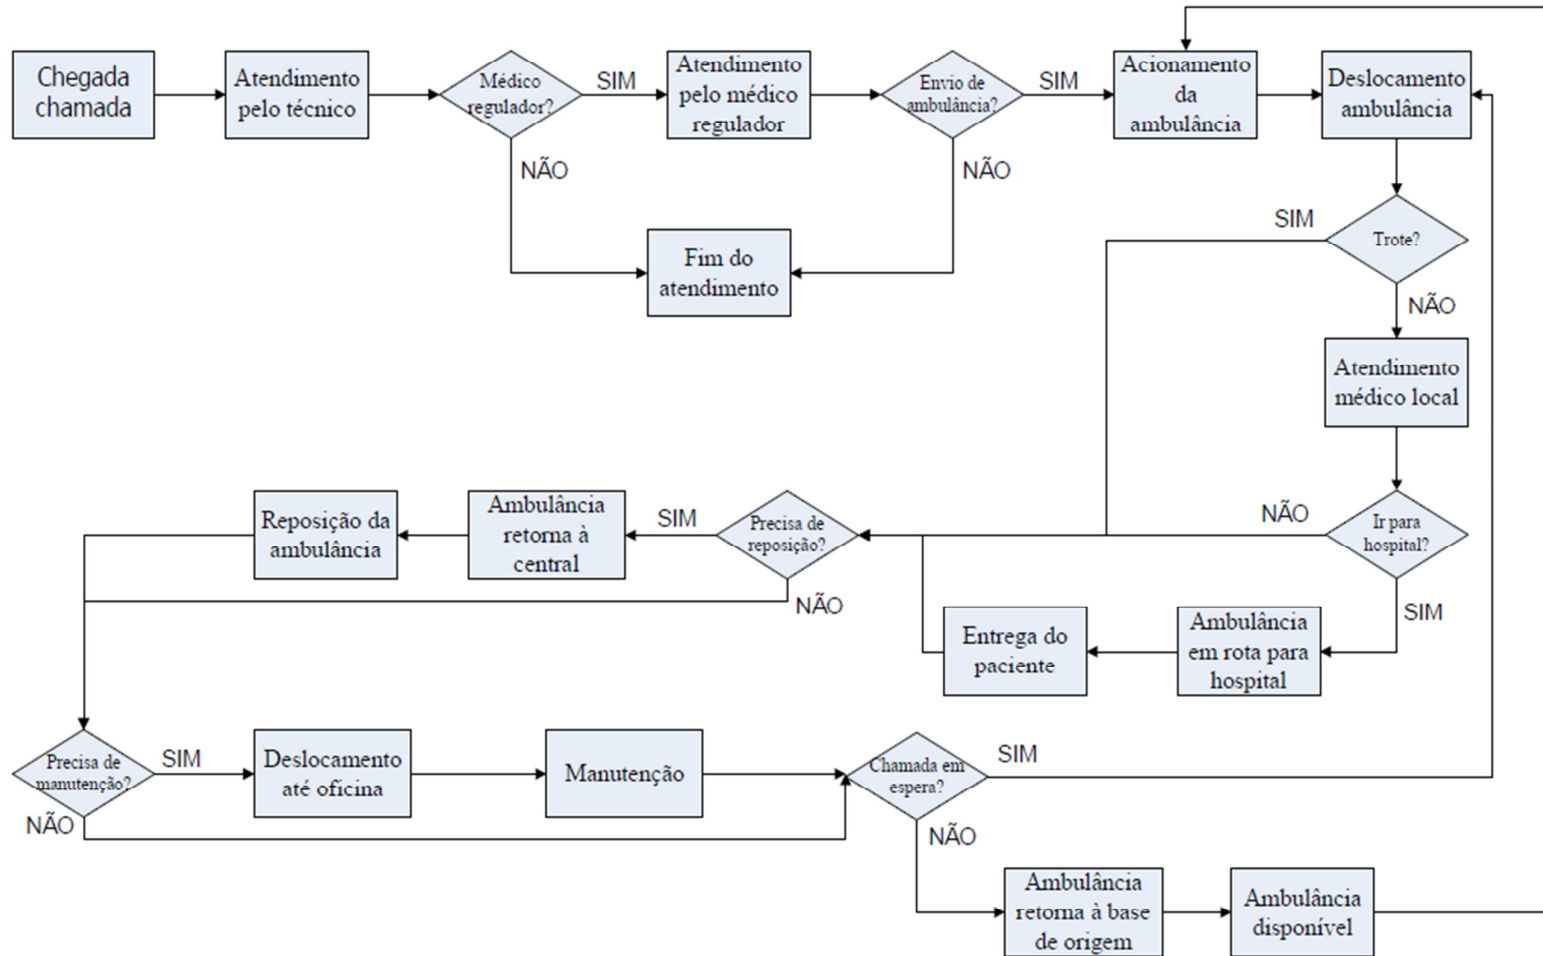 Chegada
chamada
Atendimento
pelo técnico
Médico
regulador?
SIM
Atendimento
pelo médico
regulador
Envio de
ambulância?
SIM
Acionamento
da
ambulância
Deslocamento
ambulância
NÃO
NÃO
Fim do
atendimento
SIM
Trote?
NÃO
Atendimento
médico local
Ir para
hospital?
NÃO
SIM
Ambulância
em rota para
hospital
Entrega do
paciente
Precisa de
reposição?
SIM
NÃO
Ambulância
retorna à
central
Reposição da
ambulância
Precisa de
manutenção?
SIM
NÃO
Deslocamento
até oficina
Manutenção
Chamada em
espera?
SIM
NÃO
Ambulância
retorna à base
de origem
Ambulância
disponível